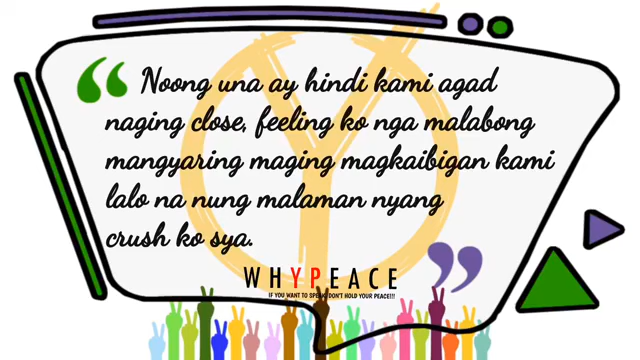 Noong una ay hindi kami agad
naging close, feeling ko nga malabong
mangyaring maging magkaibigan kami
lalo na nung malaman nyang
crush ko sya.
WHYPEACE
IF YOU WANT TO SPEAK DON'T HOLD YOUR PEACE!!!